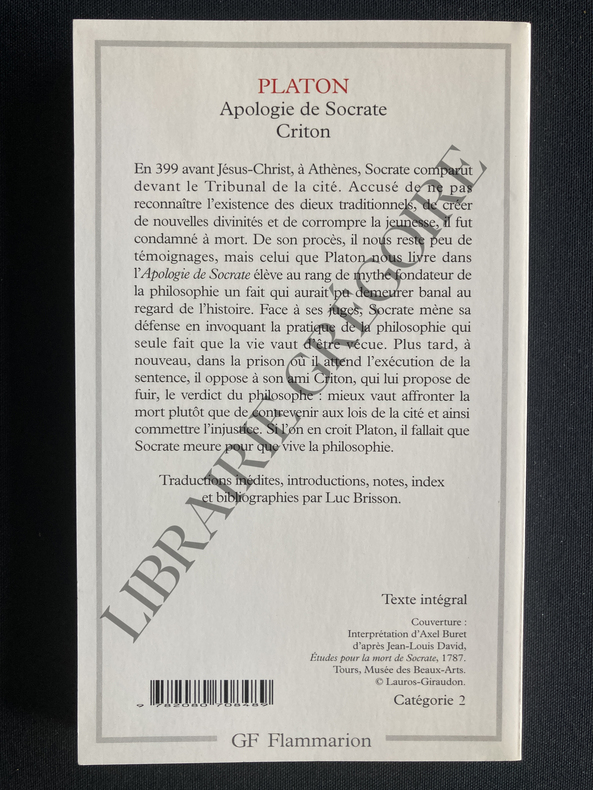 PLATON
Apologie de Socrate
Criton
En 399 avant Jésus-Christ, à Athènes, Socrate comparut
devant le Tribunal de la cité. Accusé de ne pas
reconnaître l'existence des dieux traditionnels, de créer
de nouvelles divinités et de corrompre la jeunesse, il fut
condamné à mort. De son procès, il nous reste peu de
témoignages, mais celui que Platon nous livre dans
l'Apologie de Socrate élève au rang de mythe fondateur de
la philosophie un fait qui aurait pu demeurer banal au
regard de l'histoire. Face à ses juges, Socrate mène sa
défense en invoquant la pratique de la philosophie qui
seule fait que la vie vaut d'être vécue. Plus tard, à
nouveau, dans la prison où il attend l'exécution de la
sentence, il oppose à son ami Criton, qui lui propose de
fuir, le verdict du philosophe : mieux vaut affronter la
mort plutôt que de contrevenir aux lois de la cité et ainsi
commettre l'injustice. Si l'on en croit Platon, il fallait que
Socrate meure pour que vive la philosophie.
Traductions inédites, introductions, notes, index
et bibliographies par Luc Brisson.
Texte intégral
Couverture :
Interprétation d'Axel Buret
d'après Jean-Louis David,
Études pour la mort de Socrate, 1787.
Tours, Musée des Beaux-Arts.
© Lauros-Giraudon.
Catégorie 2
9 782080 708489
GF Flammarion
LIBRAIRIE GRÉGOIRE